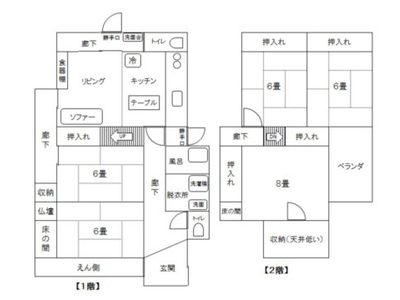 廊下
勝手口
洗面台
トイレ
食器棚
リビング
冷
キッチン
テーブル
ソファー
廊下
押入れ
UP
勝手口
風呂
6畳
廊下
脱衣所
洗濯機
洗面
収納
仏壇
床の間
6畳
トイレ
えん側
玄関
【1階】
押入れ
押入れ
6畳
6畳
廊下
DN
押入れ
押入れ
8畳
ベランダ
床の間
収納(天井低い)
【2階】